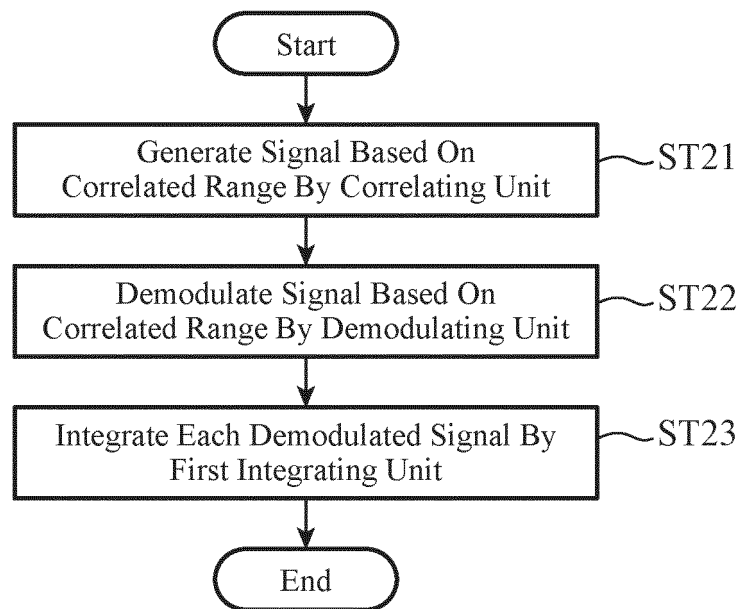 Start
Generate Signal Based On
Correlated Range By Correlating Unit
ST21
Demodulate Signal Based On
Correlated Range By Demodulating Unit
ST22
Integrate Each Demodulated Signal By
First Integrating Unit
ST23
End